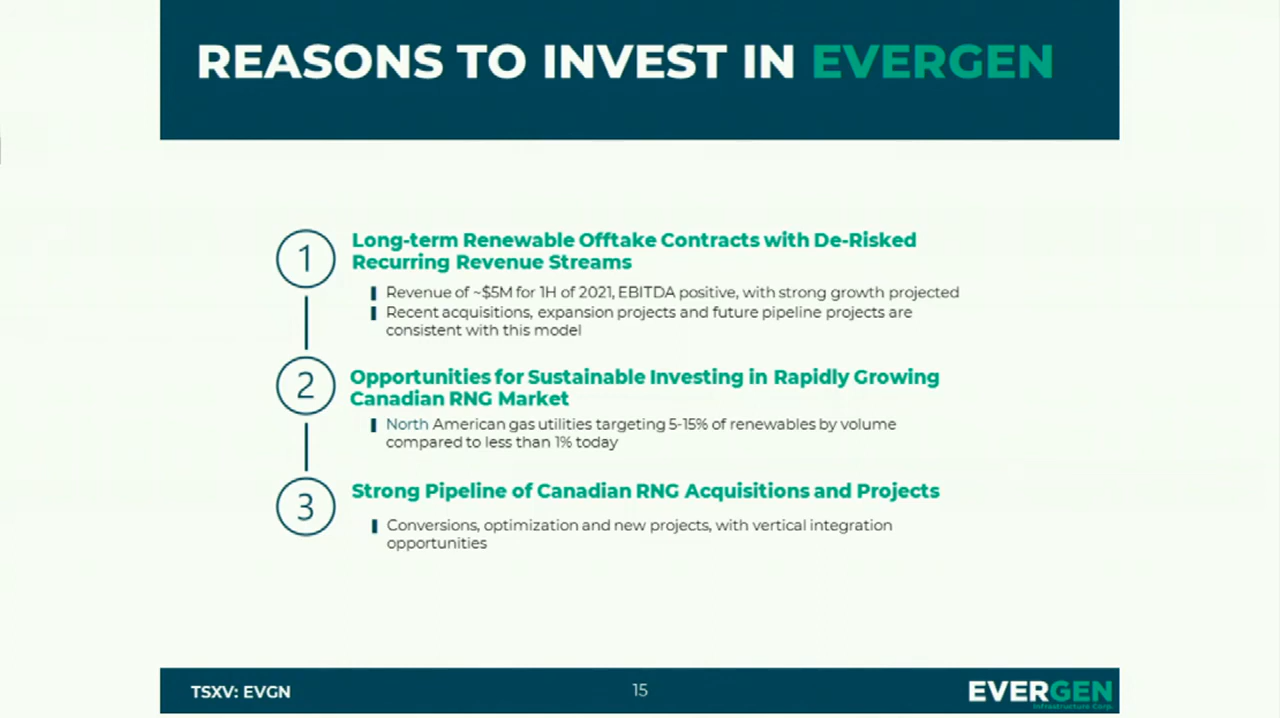 REASONS TO INVEST IN EVERGEN
1
Long-term Renewable Offtake Contracts with De-Risked
Recurring Revenue Streams
Revenue of ~$5M for 1H of 2021, EBITDA positive, with strong growth projected
Recent acquisitions, expansion projects and future pipeline projects are
consistent with this model
2
Opportunities for Sustainable Investing in Rapidly Growing
Canadian RNG Market
North American gas utilities targeting 5-15% of renewables by volume
compared to less than 1% today
3
Strong Pipeline of Canadian RNG Acquisitions and Projects
Conversions, optimization and new projects, with vertical integration
opportunities
TSXV: EVGN
15
EVERGEN
Infrastructure Corp.